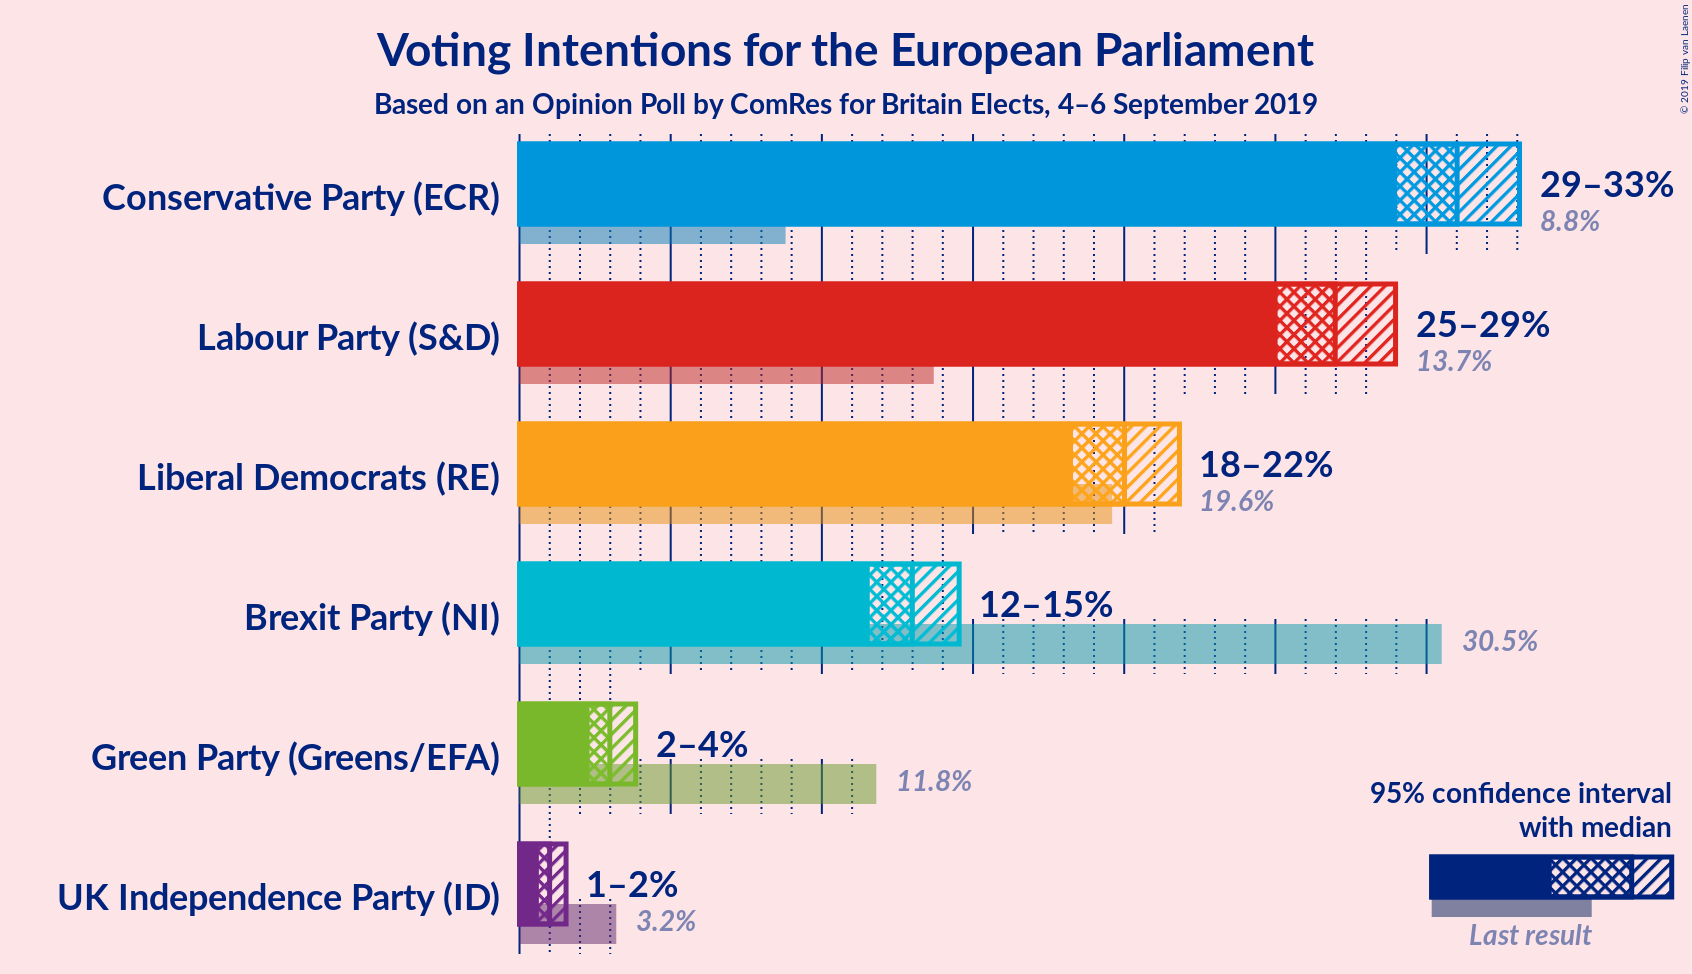 Voting Intentions for the European Parliament
Based on an Opinion Poll by ComRes for Britain Elects, 4–6 September 2019
© 2019 Filip van Laenen
Conservative Party (ECR)
29–33%
8.8%
Labour Party (S&D)
25–29%
13.7%
Liberal Democrats (RE)
18–22%
19.6%
Brexit Party (NI)
12–15%
30.5%
Green Party (Greens/EFA)
2–4%
11.8%
UK Independence Party (ID)
1–2%
3.2%
95% confidence interval
with median
Last result